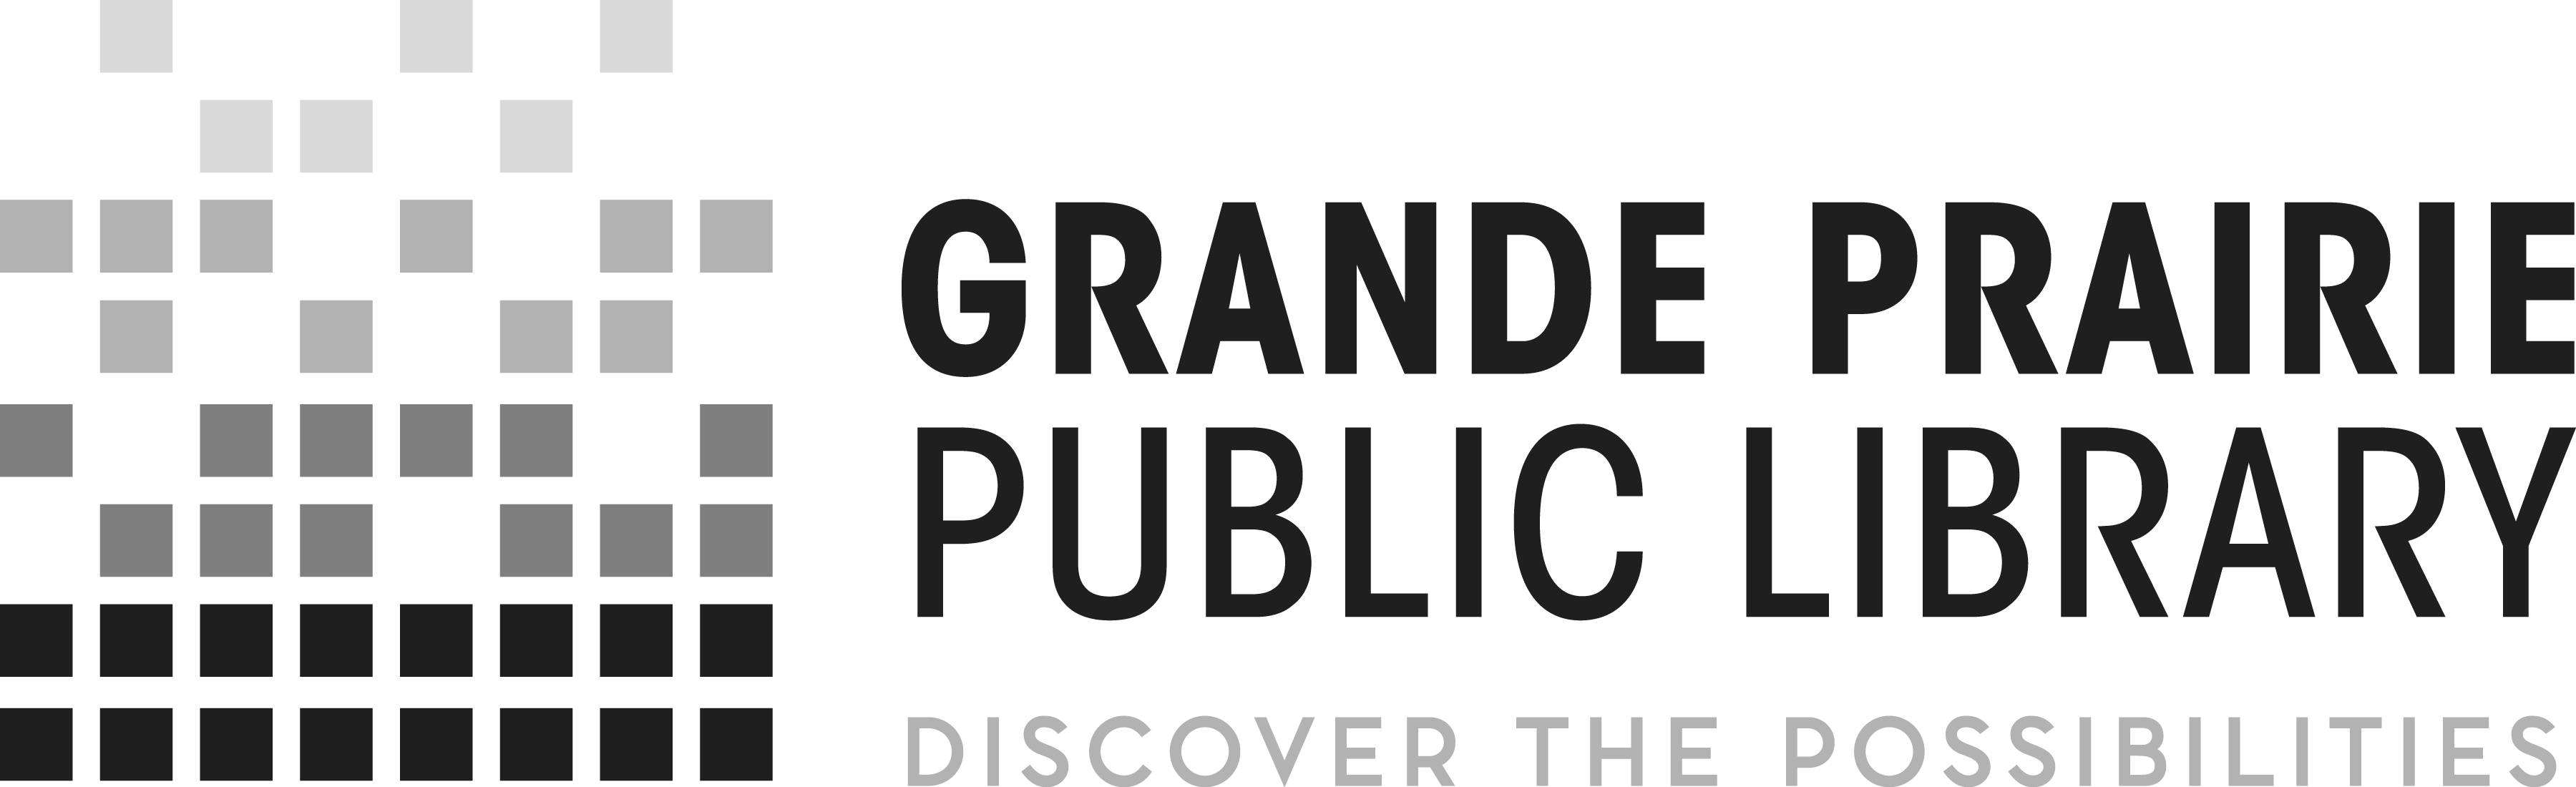 GRANDE PRAIRIE
PUBLIC LIBRARY
DISCOVER THE POSSIBILITIES